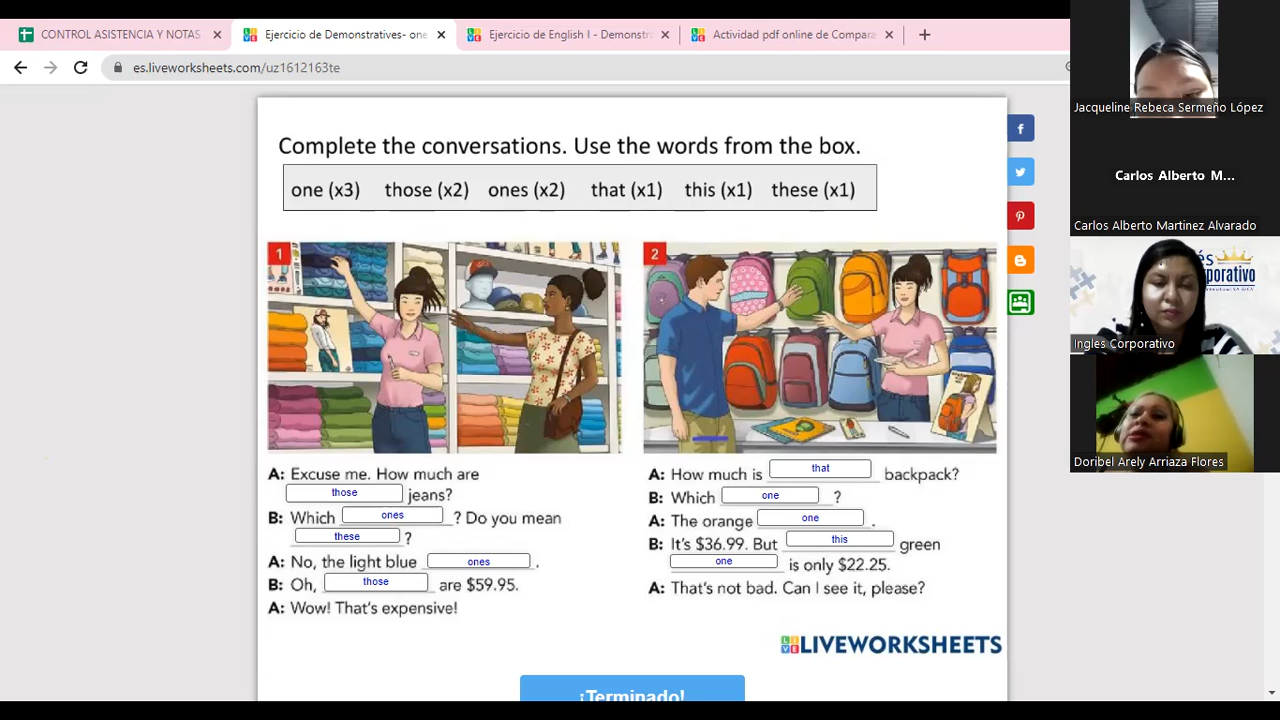 CONTROL ASISTENCIA Y NOTAS
Ejercicio de Demonstratives- one
Ejercicio de English I - Demonstra
Actividad pdf online de Compara
es.liveworksheets.com/uz1612163te
Complete the conversations. Use the words from the box.
one (x3) those (x2) ones (x2) that (x1) this (x1) these (x1)
1
A: Excuse me. How much are
those jeans?
B: Which ones ? Do you mean
these ?
A: No, the light blue ones .
B: Oh, those are $59.95.
A: Wow! That's expensive!
2
A: How much is that backpack?
B: Which one ?
A: The orange one .
B: It's $36.99. But this green
one is only $22.25.
A: That's not bad. Can I see it, please?
LIVE LIVEWORKSHEETS
¡Terminado!
Jacqueline Rebeca Sermeño López
Carlos Alberto M...
Carlos Alberto Martinez Alvarado
Ingles Corporativo
Doribel Arely Arriaza Flores